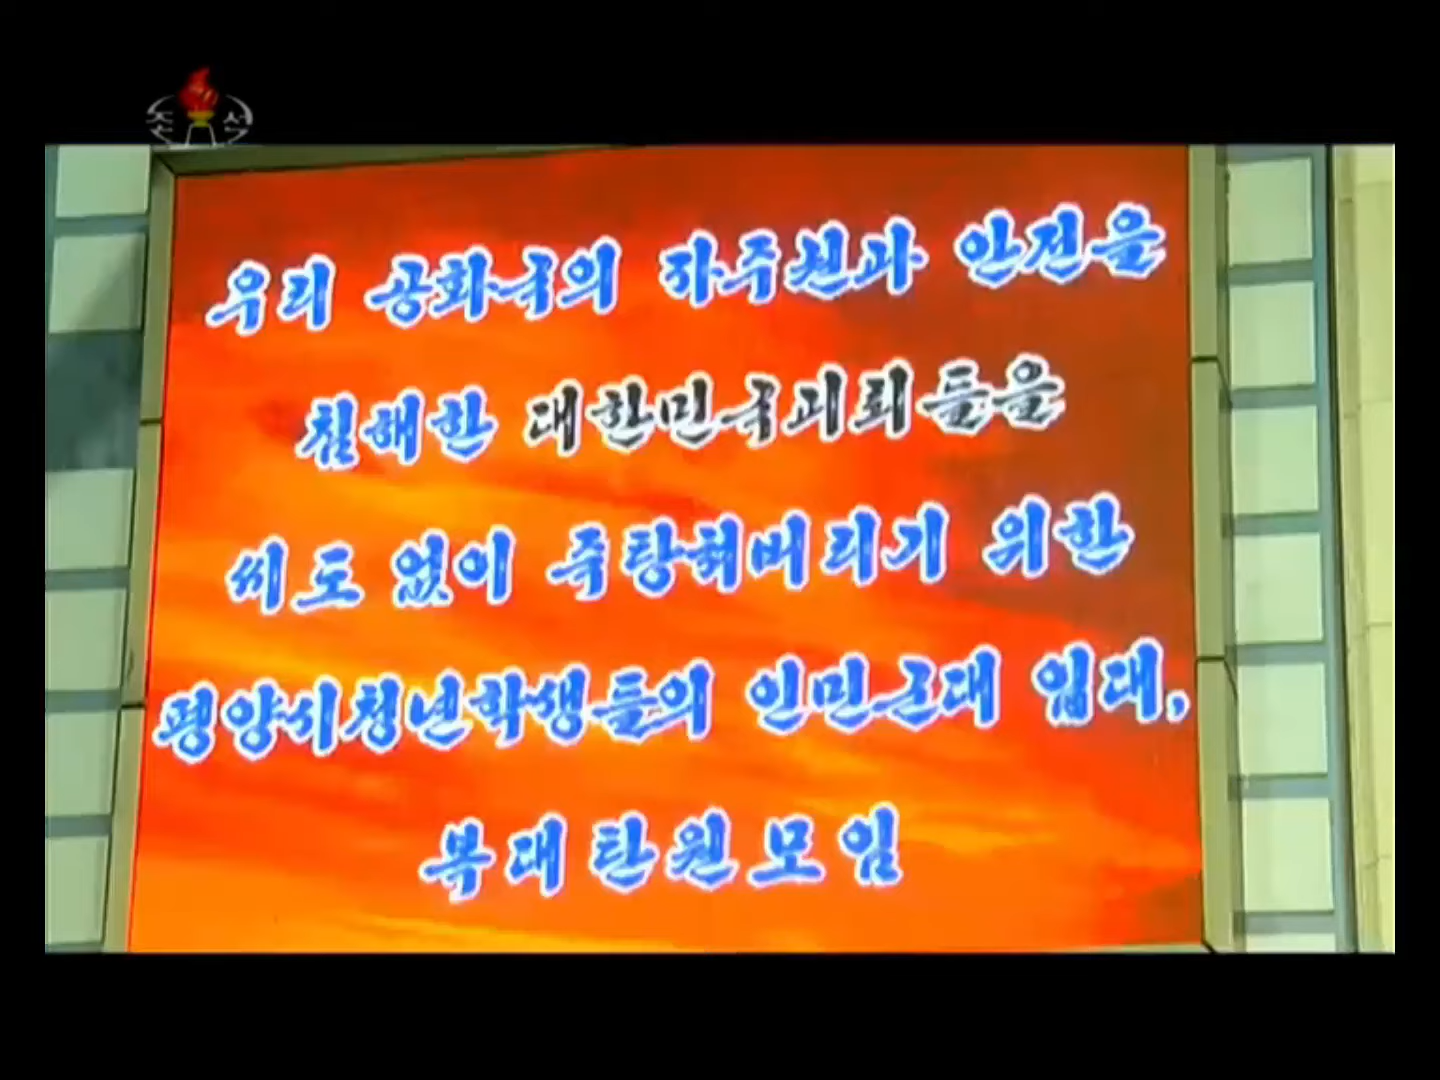 조선
우리 공화국의 자주권과 안전을
침해한 대한민국괴뢰들을
씨도 없이 죽탕쳐버리기 위한
평양시청년학생들의 인민군대 입대,
복대탄원모임